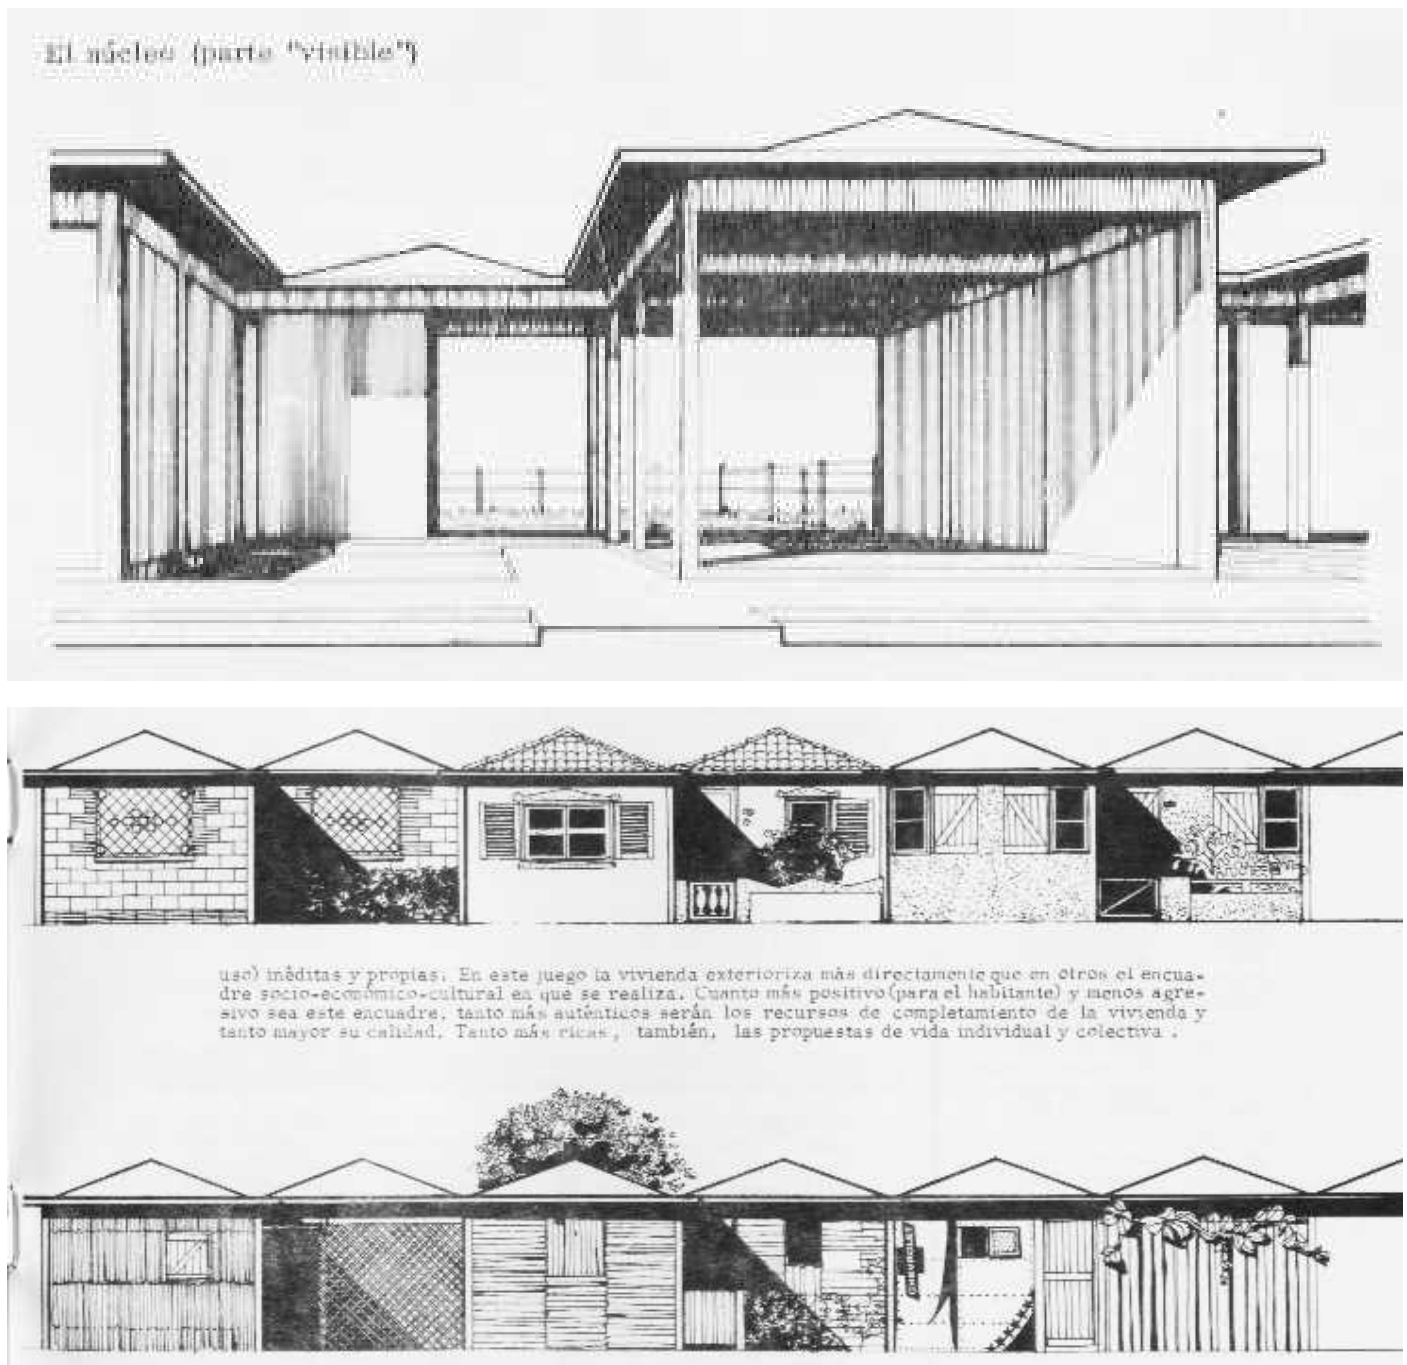 El núcleo (parte "visible")
uso) inéditas y propias. En este juego la vivienda exterioriza más directamente que en otros el encua-
dre socio-económico-cultural en que se realiza. Cuanto más positivo (para el habitante) y menos agre-
sivo sea este encuadre, tanto más auténticos serán los recursos de completamiento de la vivienda y
tanto mayor su calidad. Tanto más ricas, también, las propuestas de vida individual y colectiva.